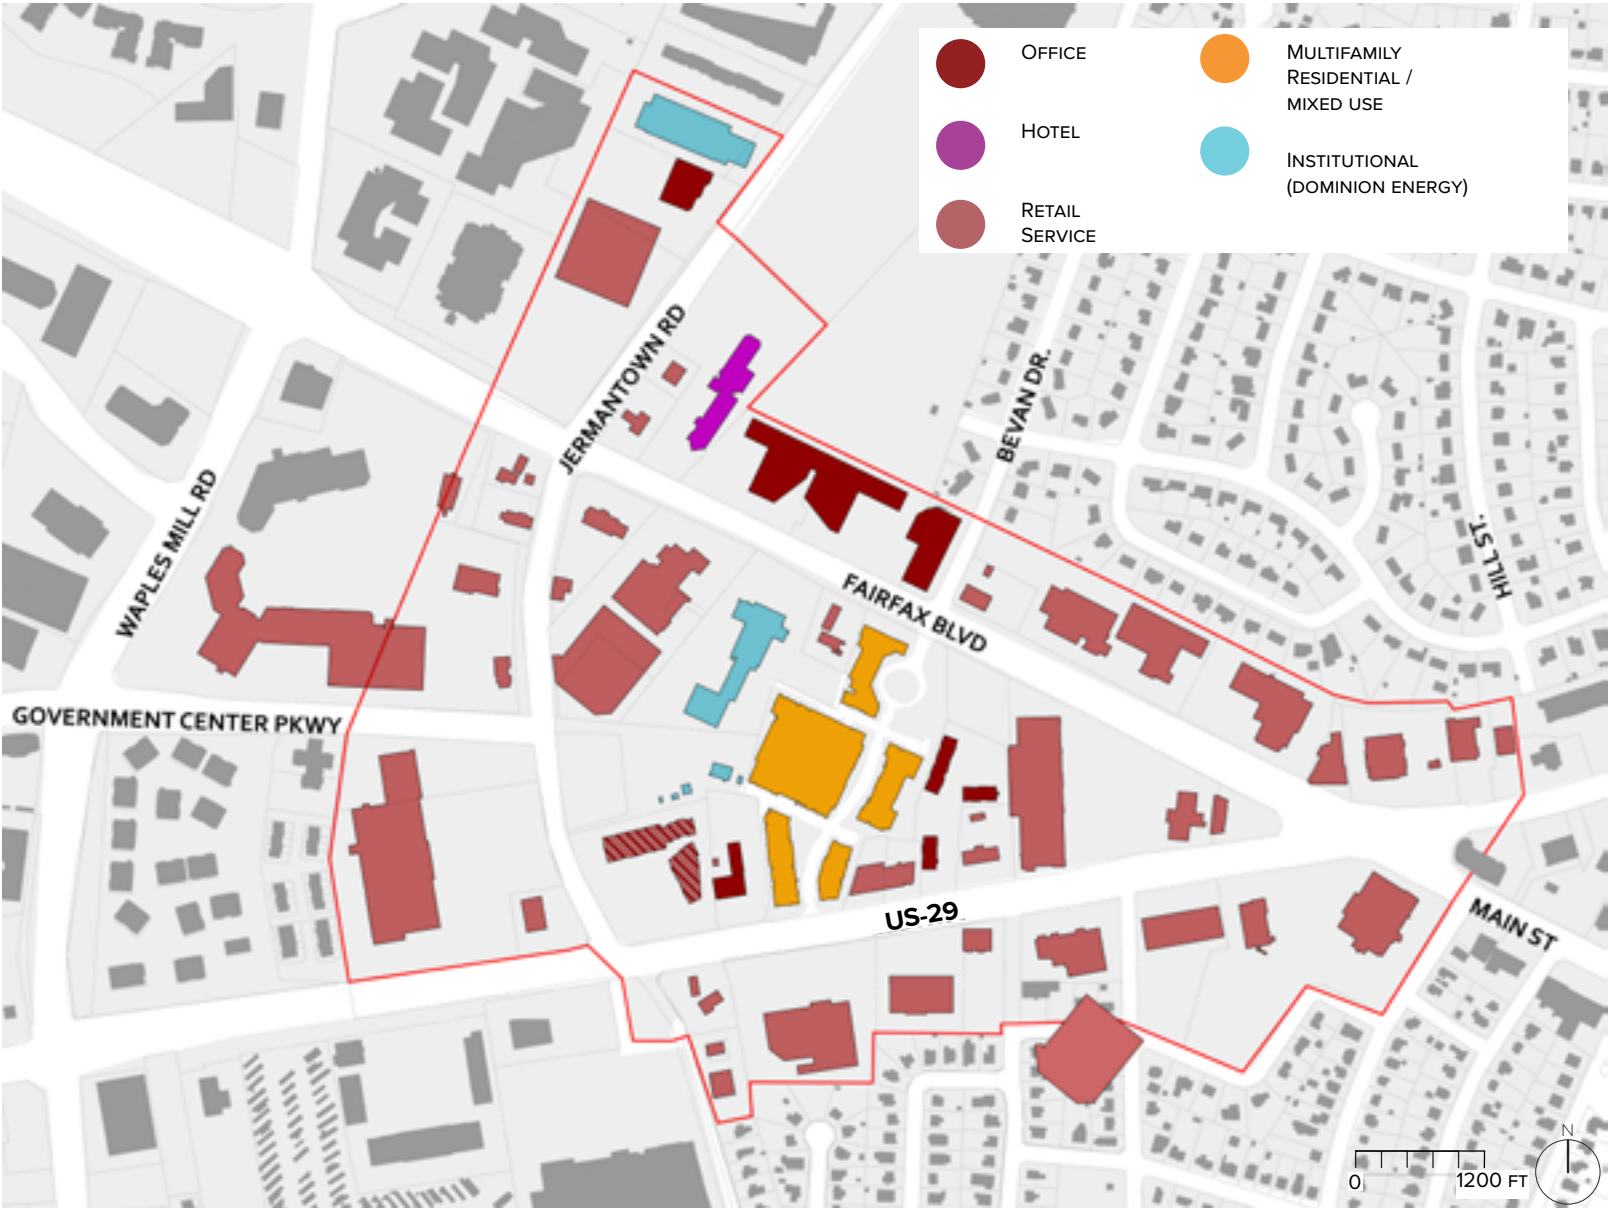 OFFICE
HOTEL
RETAIL
SERVICE
MULTIFAMILY
RESIDENTIAL /
MIXED USE
INSTITUTIONAL
(DOMINION ENERGY)
JERMANTOWN RD
BEVAN DR.
HILL ST.
WAPLES MILL RD
FAIRFAX BLVD
GOVERNMENT CENTER PKWY
US-29
MAIN ST
N
0 1200 FT